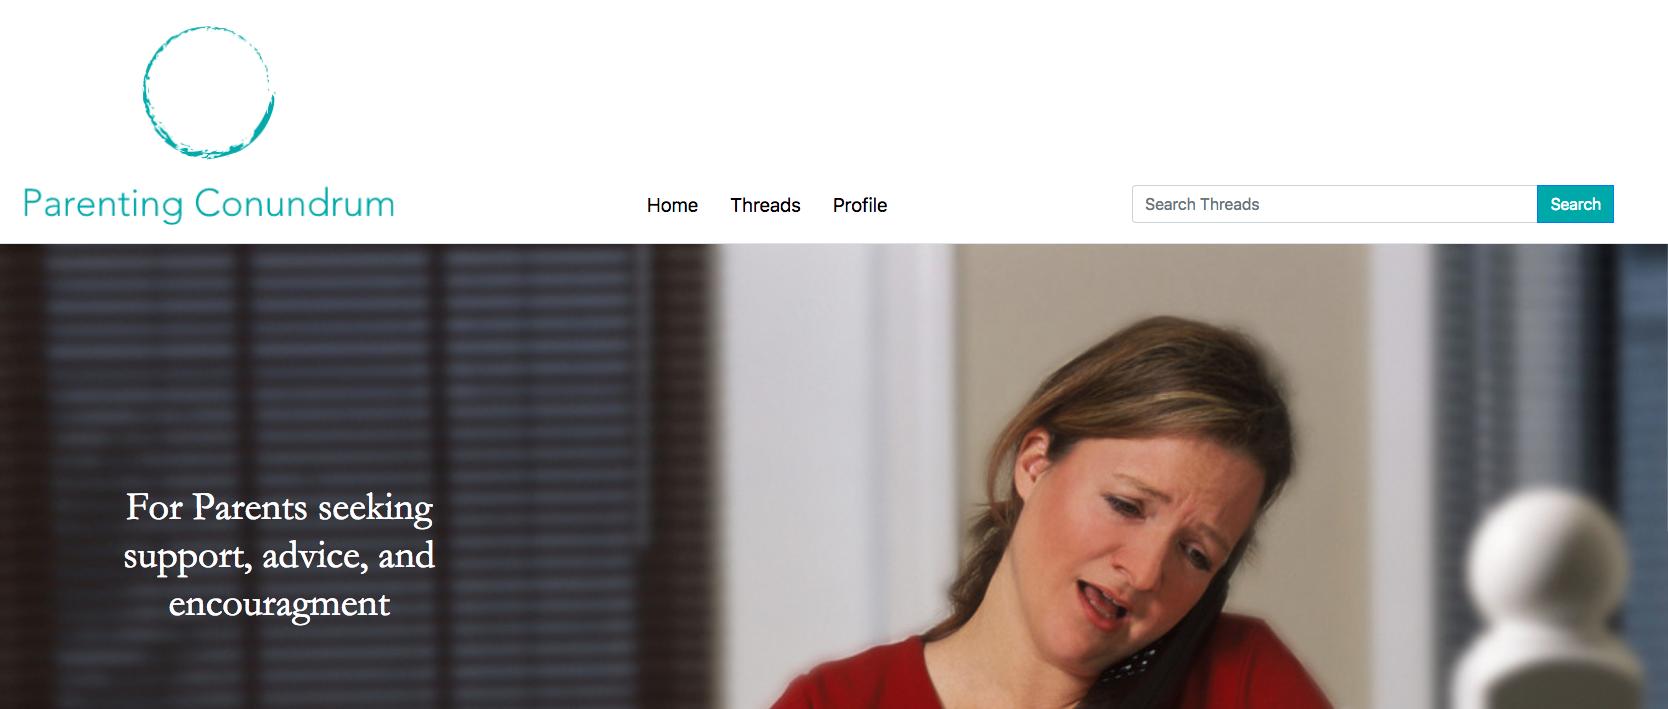 Parenting Conundrum
Home Threads Profile
Search Threads
Search
For Parents seeking
support, advice, and
encouragment